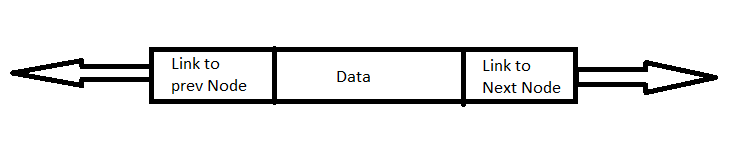 Link to
prev Node
Data
Link to
Next Node